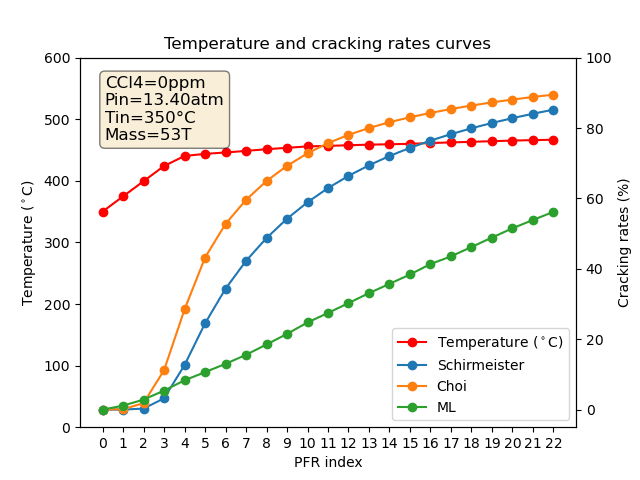 Temperature and cracking rates curves
CCl4=0ppm
Pin=13.40atm
Tin=350°C
Mass=53T
600
500
400
300
200
100
0
Temperature (°C)
100
80
60
40
20
0
Cracking rates (%)
Temperature (°C)
Schirmeister
Choi
ML
0 1 2 3 4 5 6 7 8 9 10 11 12 13 14 15 16 17 18 19 20 21 22
PFR index